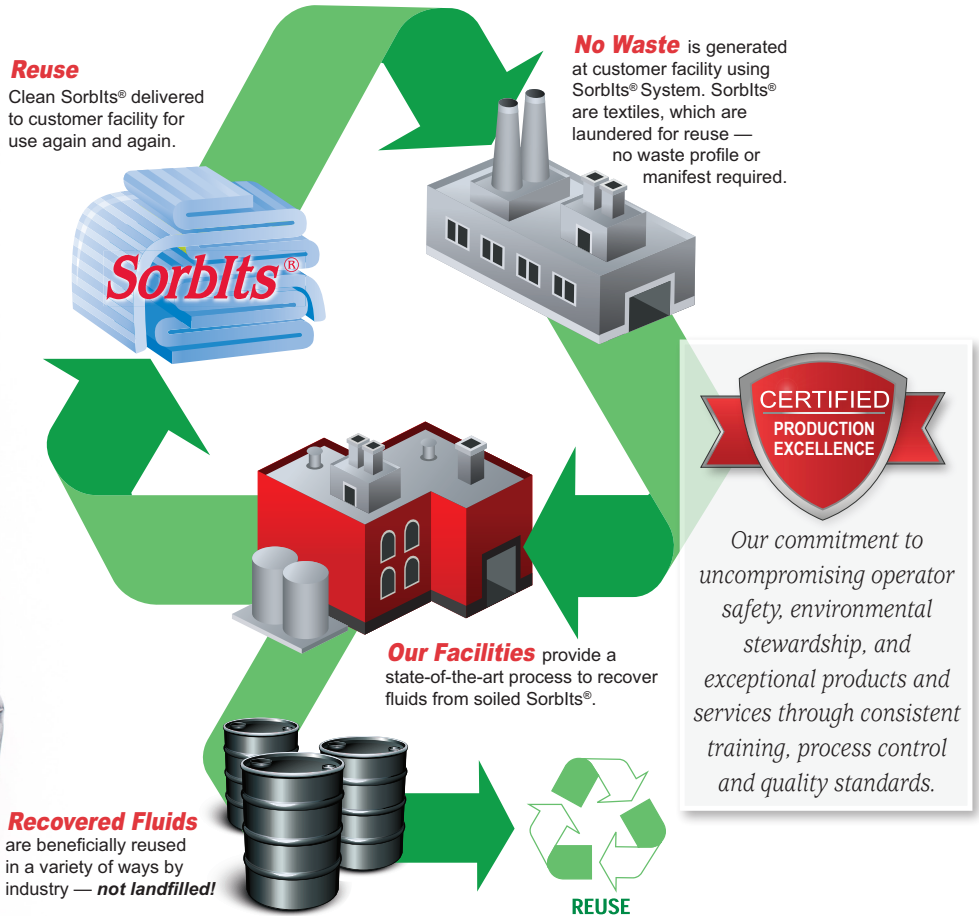 Reuse
Clean SorbIts® delivered
to customer facility for
use again and again.
SorbIts®
No Waste is generated
at customer facility using
SorbIts® System. SorbIts®
are textiles, which are
laundered for reuse —
no waste profile or
manifest required.
CERTIFIED
PRODUCTION
EXCELLENCE
Our commitment to
uncompromising operator
safety, environmental
stewardship, and
exceptional products and
services through consistent
training, process control
and quality standards.
Our Facilities provide a
state-of-the-art process to recover
fluids from soiled SorbIts®.
Recovered Fluids
are beneficially reused
in a variety of ways by
industry — not landfilled!
REUSE